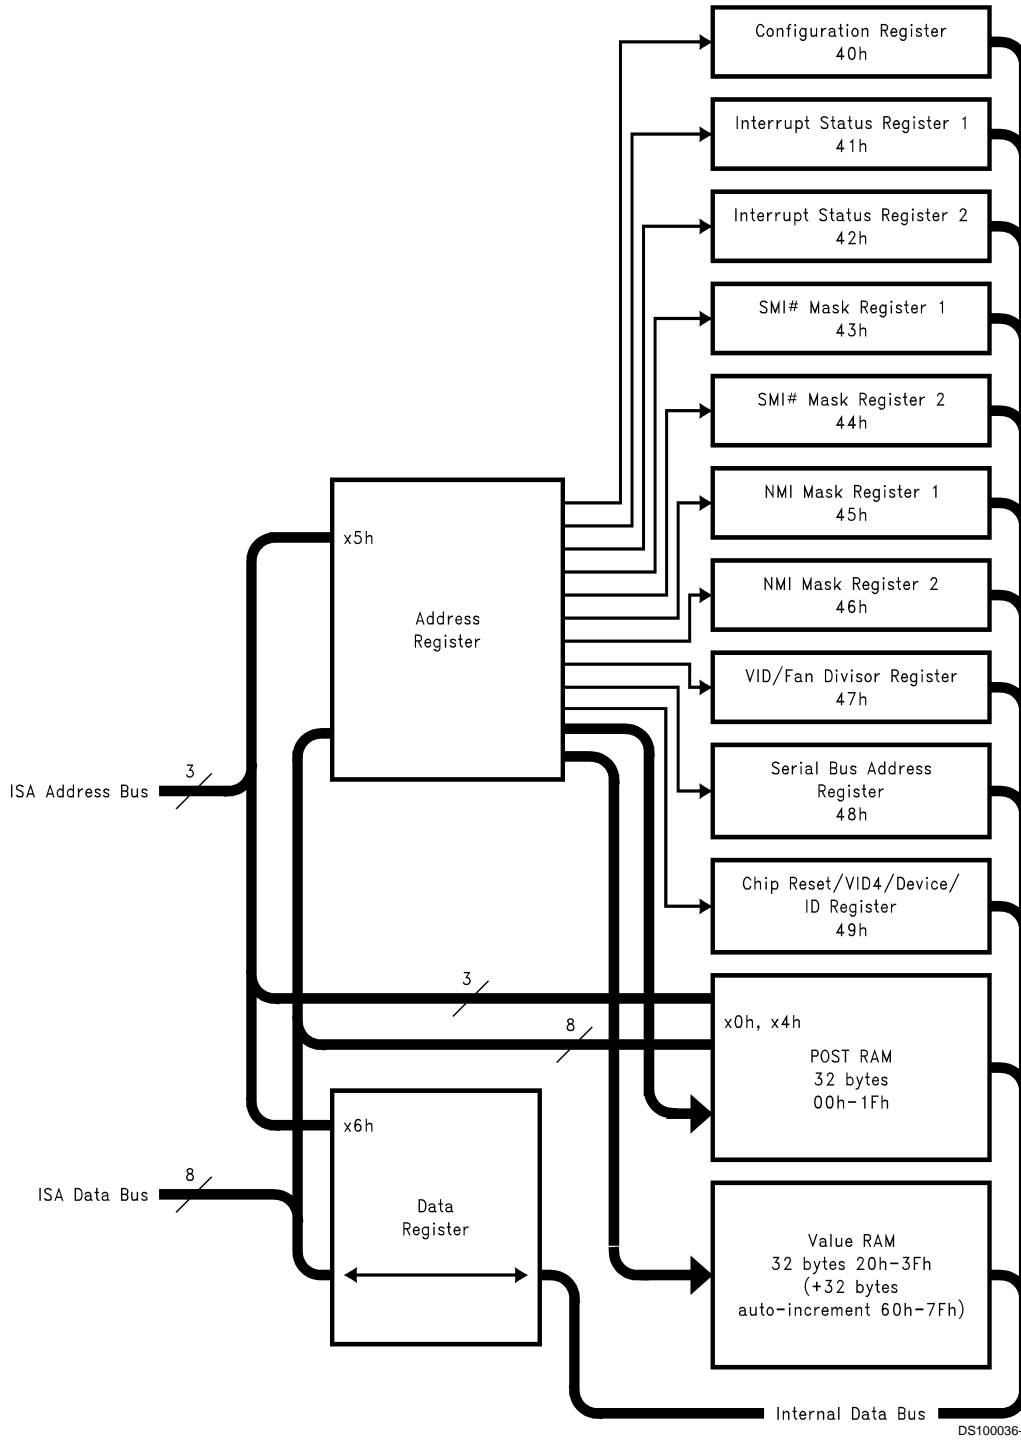 Configuration Register
40h
Interrupt Status Register 1
41h
Interrupt Status Register 2
42h
SMI# Mask Register 1
43h
SMI# Mask Register 2
44h
NMI Mask Register 1
45h
x5h
NMI Mask Register 2
46h
Address
Register
VID/Fan Divisor Register
47h
3
ISA Address Bus
Serial Bus Address
Register
48h
Chip Reset/VID4/Device/
ID Register
49h
3
8
x0h, x4h
POST RAM
32 bytes
00h-1Fh
x6h
8
ISA Data Bus
Data
Register
Value RAM
32 bytes 20h-3Fh
(+32 bytes
auto-increment 60h-7Fh)
Internal Data Bus
DS100036-